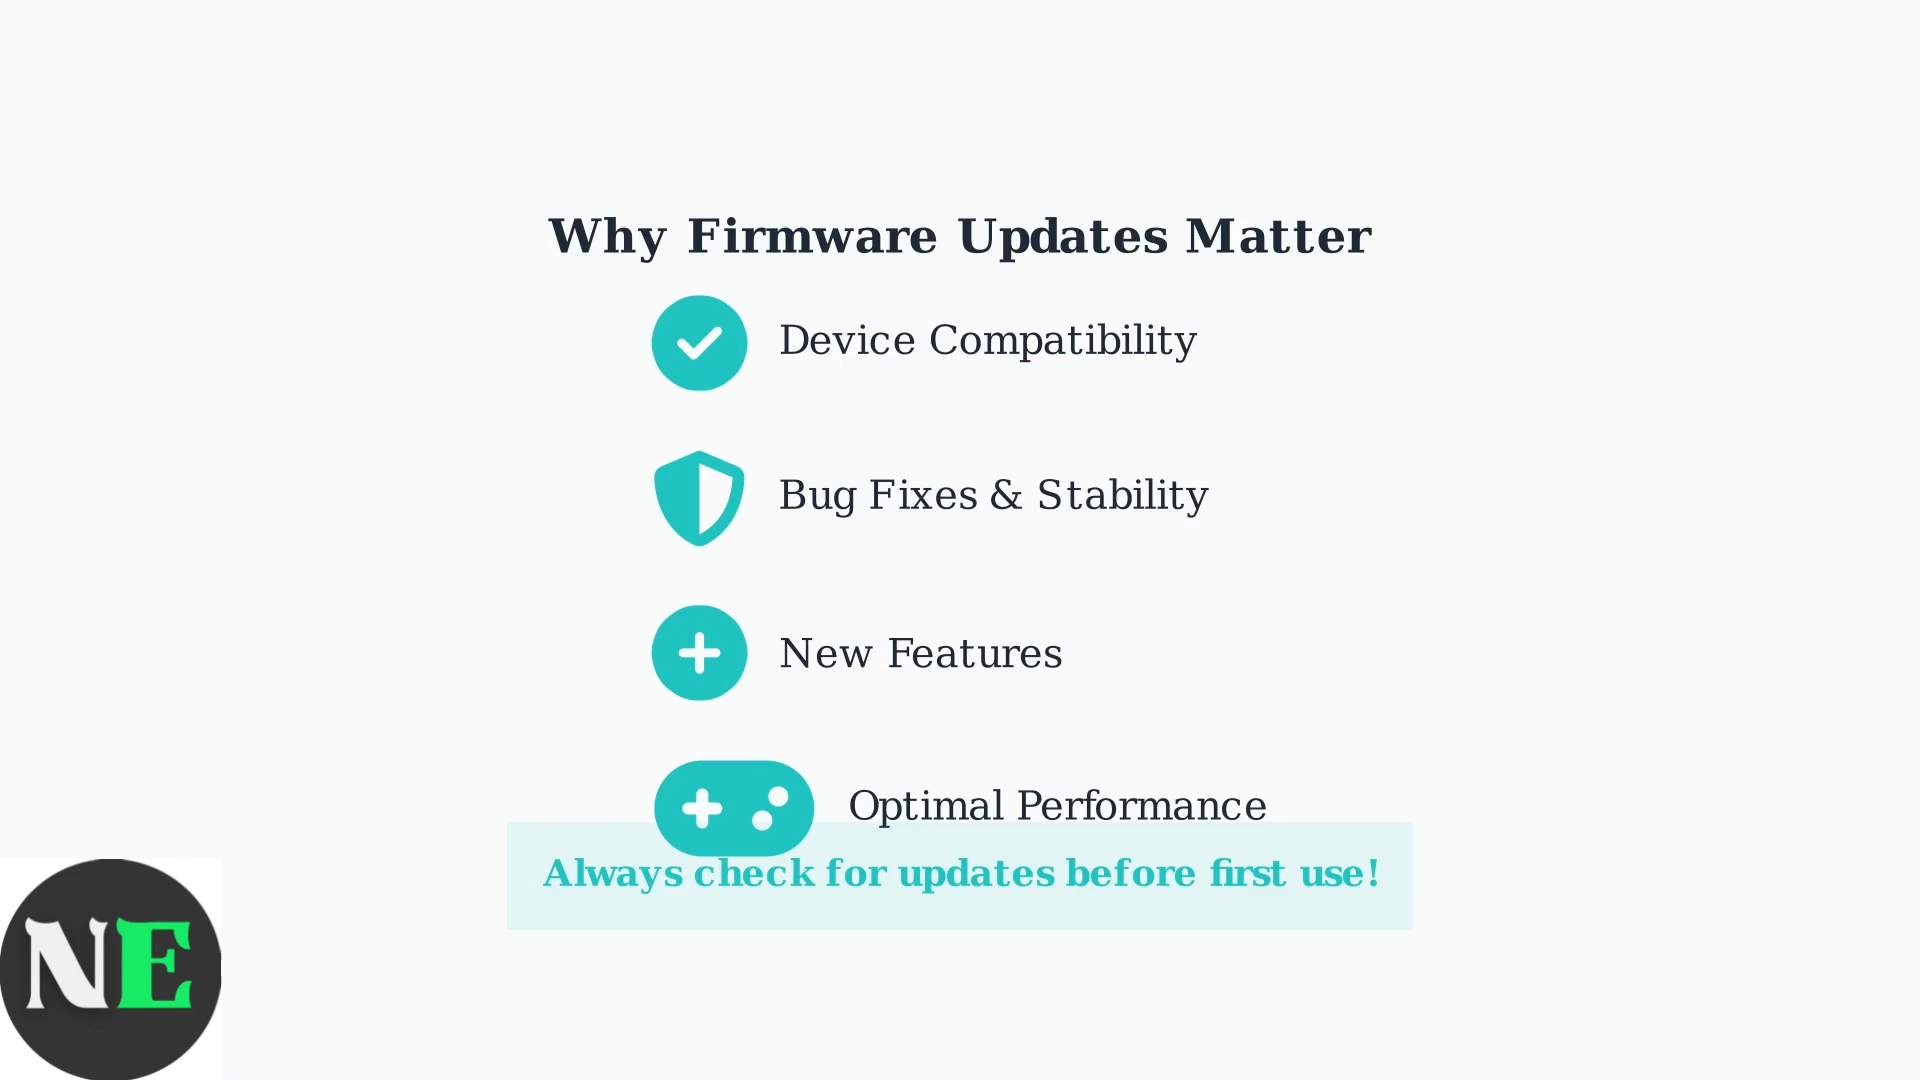 Why Firmware Updates Matter
Device Compatibility
Bug Fixes & Stability
New Features
Optimal Performance
Always check for updates before first use!
NE